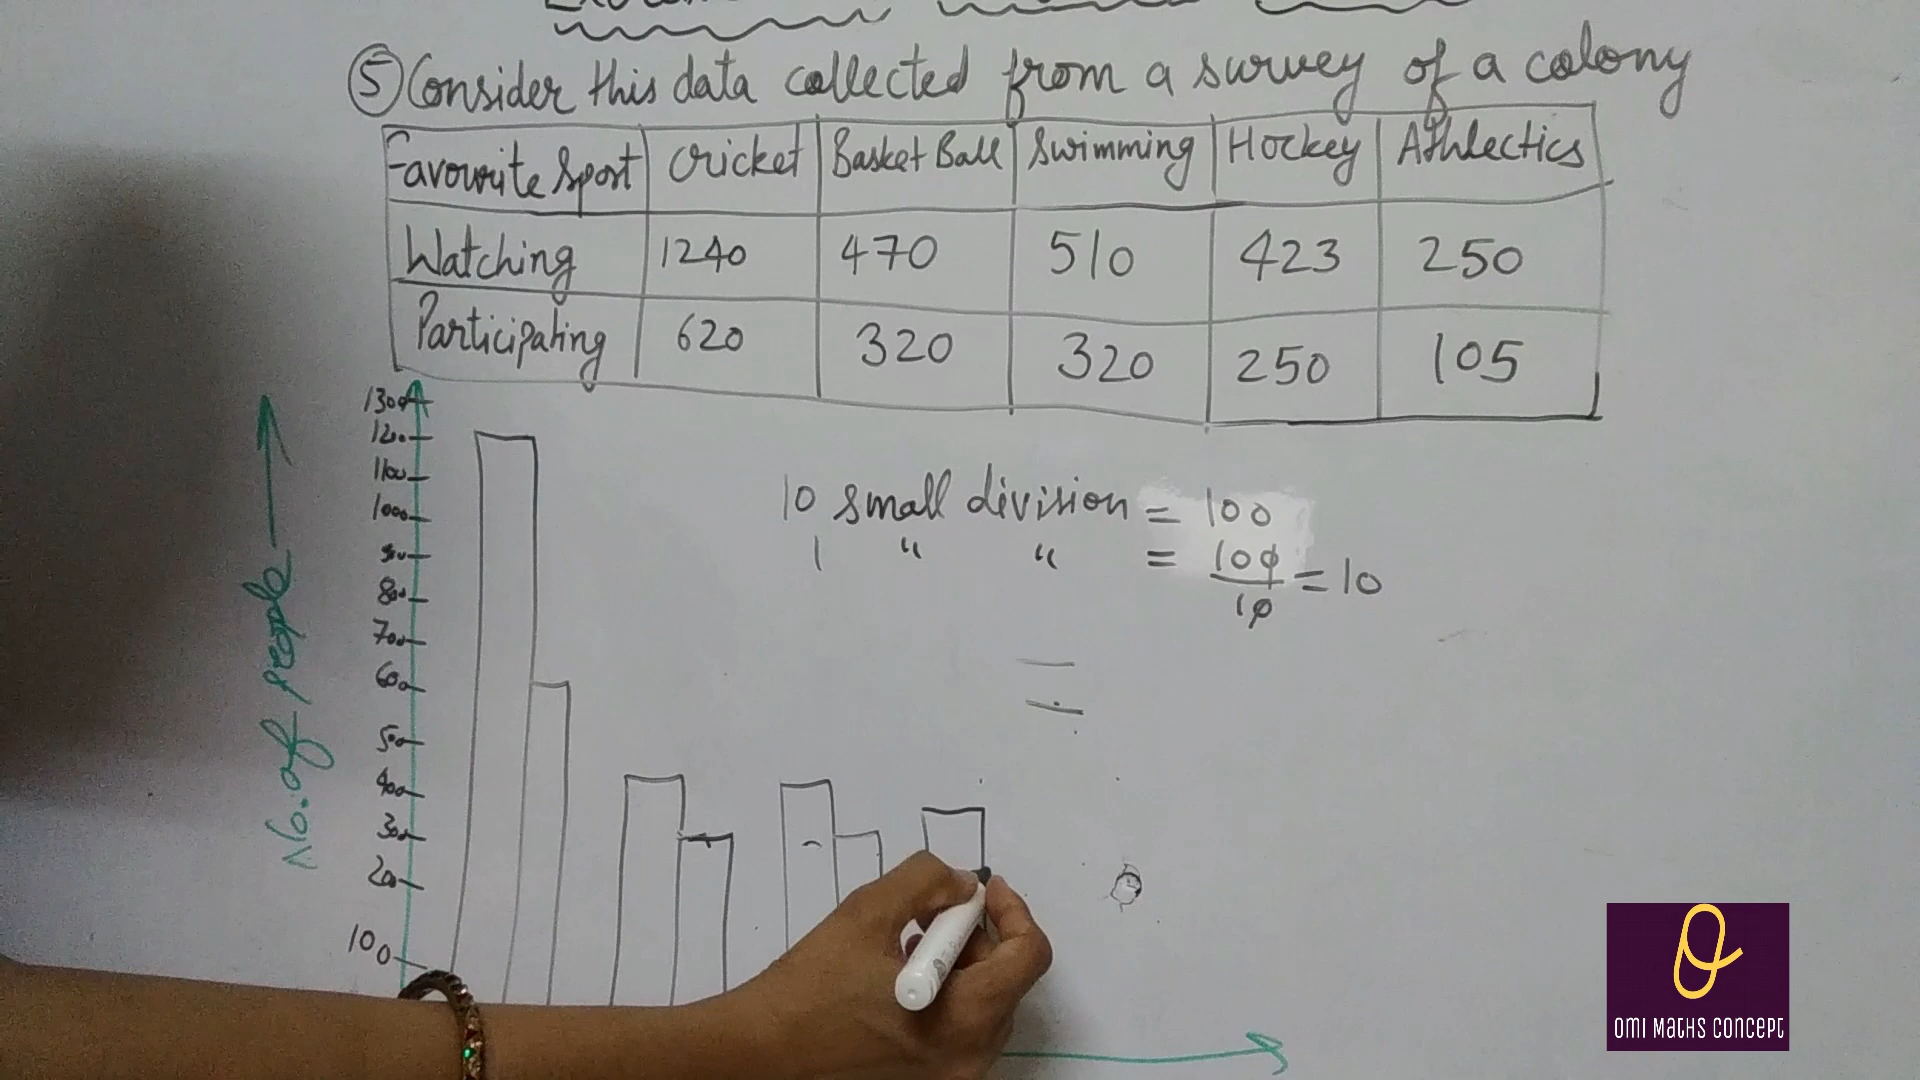 ⑤ Consider this data collected from a survey of a colony
Favourite Sport Cricket Basket Ball Swimming Hockey Athlectics
Watching 1240 470 510 423 250
Participating 620 320 320 250 105
1300
1200
1100
1000
900
800
700
600
500
400
300
200
100
No. of people
10 small division = 100
1 " " = 100/10 = 10
OMI MATHS CONCEPT